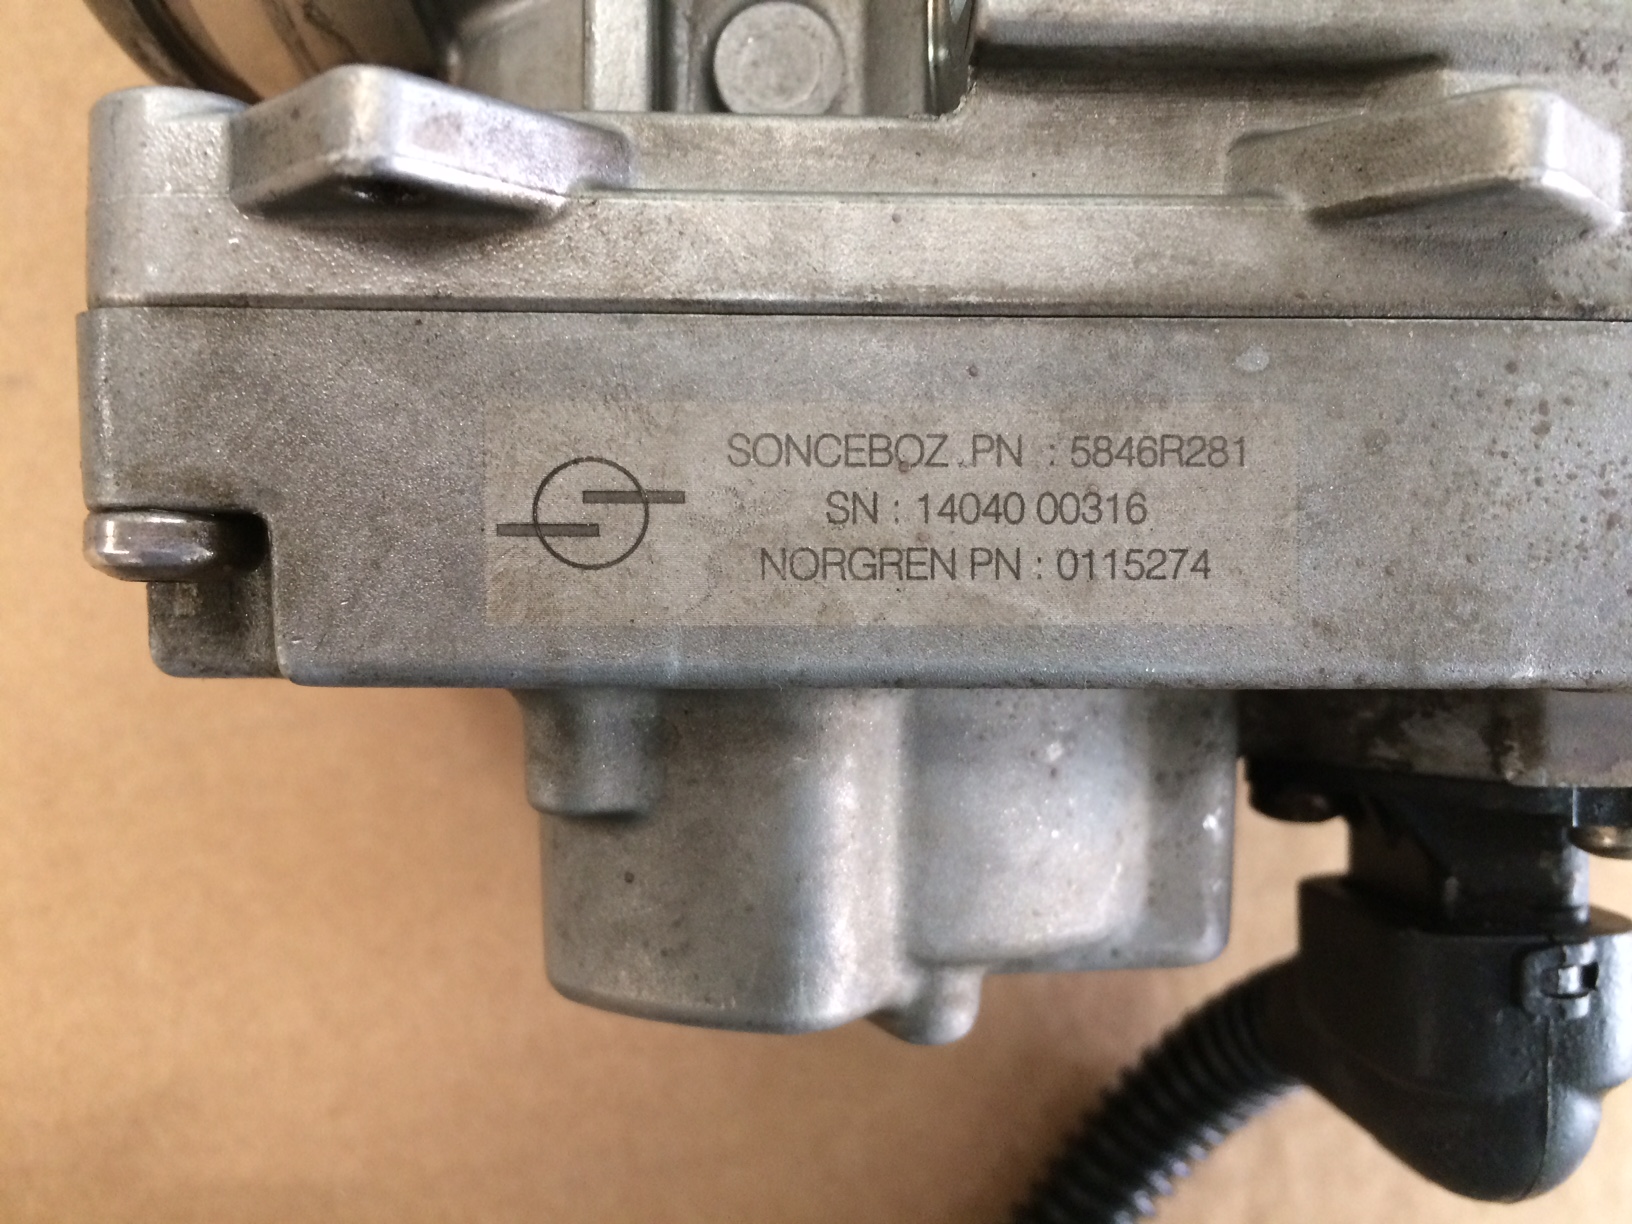 SONCEBOZ PN : 5846R281
SN : 14040 00316
NORGREN PN : 0115274